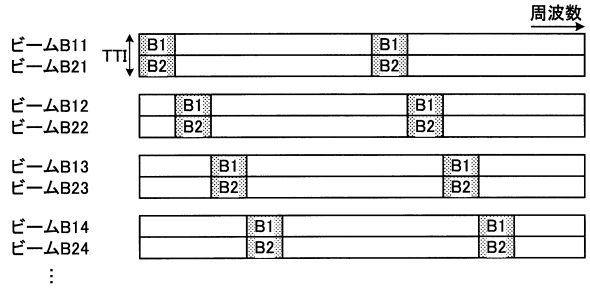 周波数
ビームB11 B1 B1
TTI
ビームB21 B2 B2
ビームB12 B1 B1
ビームB22 B2 B2
ビームB13 B1 B1
ビームB23 B2 B2
ビームB14 B1 B1
ビームB24 B2 B2
⋮